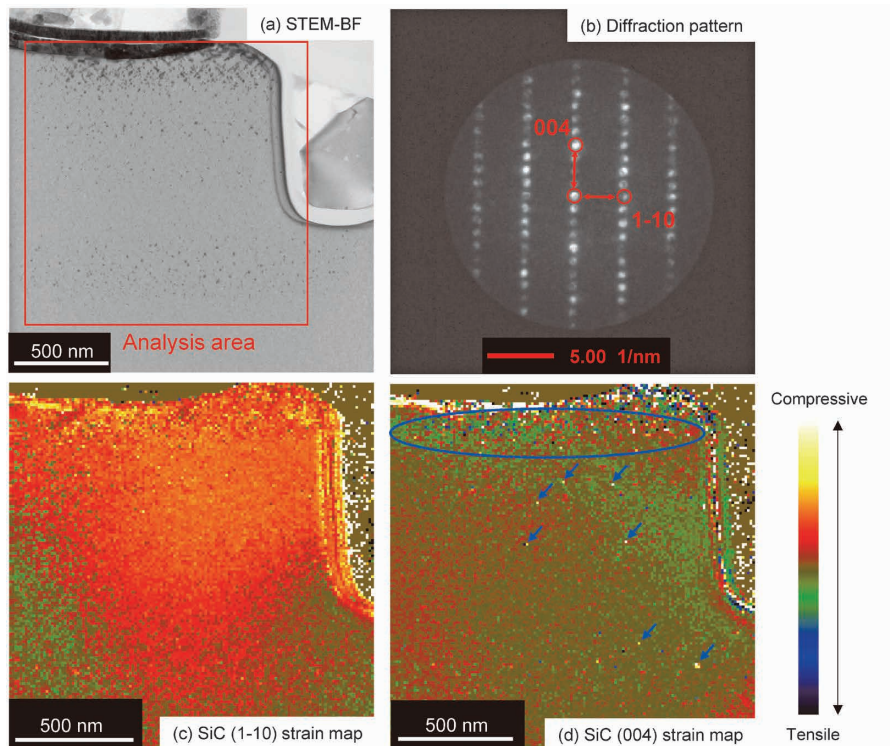 (a) STEM-BF
Analysis area
500 nm
(b) Diffraction pattern
004
1-10
5.00 1/nm
500 nm
(c) SiC (1-10) strain map
500 nm
(d) SiC (004) strain map
Compressive
Tensile